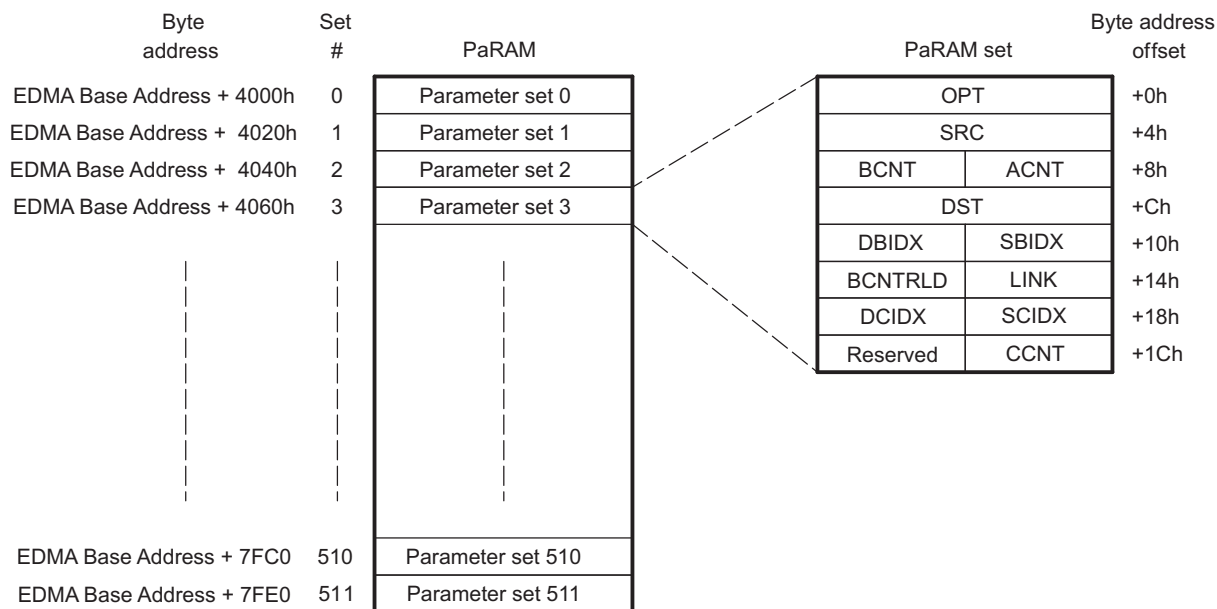 Byte address Set # PaRAM PaRAM set Byte address offset
EDMA Base Address + 4000h 0 Parameter set 0 OPT +0h
EDMA Base Address + 4020h 1 Parameter set 1 SRC +4h
EDMA Base Address + 4040h 2 Parameter set 2 BCNT ACNT +8h
EDMA Base Address + 4060h 3 Parameter set 3 DST +Ch
DBIDX SBIDX +10h
BCNTRLD LINK +14h
DCIDX SCIDX +18h
Reserved CCNT +1Ch
EDMA Base Address + 7FC0 510 Parameter set 510
EDMA Base Address + 7FE0 511 Parameter set 511